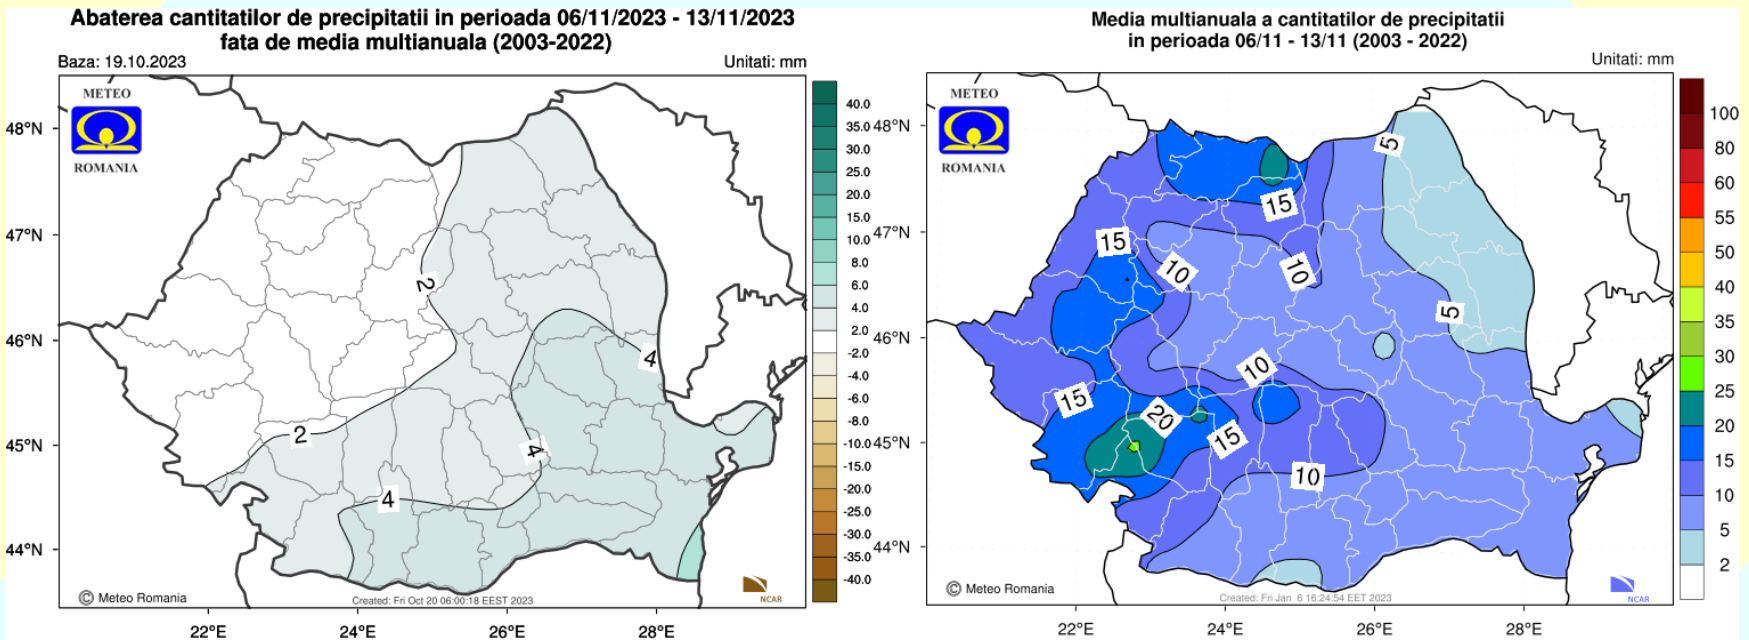 Abaterea cantitatilor de precipitatii in perioada 06/11/2023 - 13/11/2023
fata de media multianuala (2003-2022)
Baza: 19.10.2023
Unitati: mm
METEO
ROMANIA
48°N
47°N
46°N
45°N
44°N
2
2
4
4
4
40.0
35.0
30.0
25.0
20.0
15.0
10.0
8.0
6.0
4.0
2.0
-2.0
-4.0
-6.0
-8.0
-10.0
-15.0
-20.0
-25.0
-30.0
-35.0
-40.0
© Meteo Romania
Created: Fri Oct 20 06:00:18 EEST 2023
NCAR
22°E
24°E
26°E
28°E
Media multianuala a cantitatilor de precipitatii
in perioada 06/11 - 13/11 (2003 - 2022)
Unitati: mm
METEO
ROMANIA
48°N
47°N
46°N
45°N
44°N
5
15
15
10
10
5
10
15
20
15
10
100
80
60
55
50
40
35
30
25
20
15
10
5
2
© Meteo Romania
Created: Fri Jan 6 16:24:54 EET 2023
NCAR
22°E
24°E
26°E
28°E